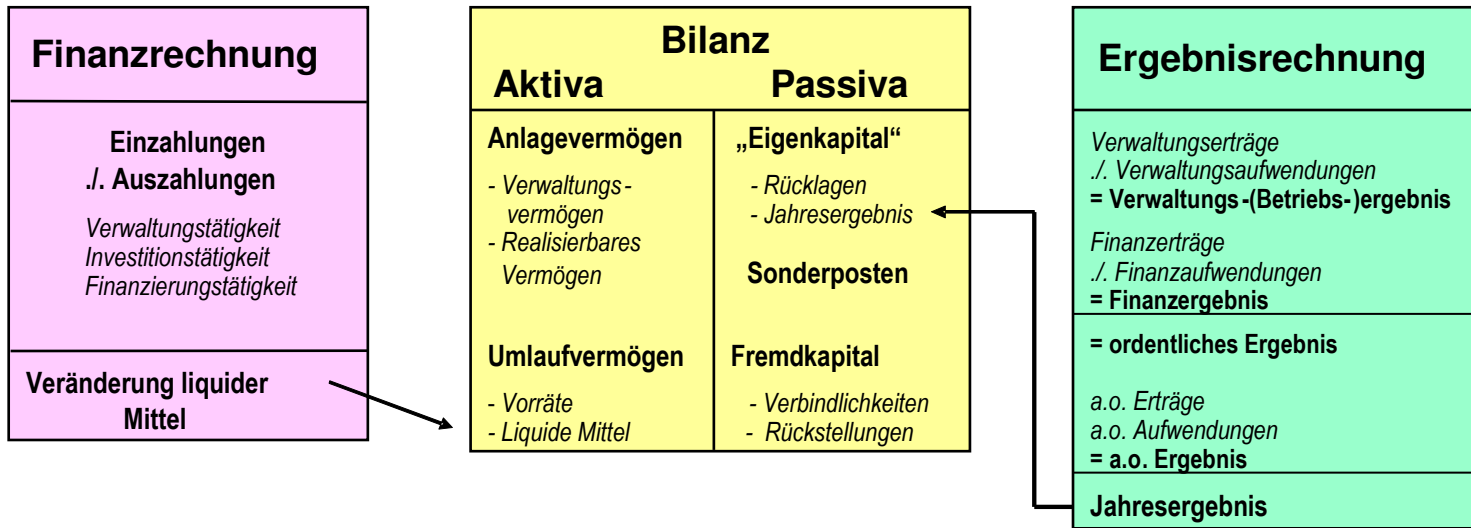 Finanzrechnung
Einzahlungen
./. Auszahlungen
Verwaltungstätigkeit
Investitionstätigkeit
Finanzierungstätigkeit
Veränderung liquider
Mittel
Bilanz
Aktiva Passiva
Anlagevermögen
- Verwaltungs-
vermögen
- Realisierbares
Vermögen
Umlaufvermögen
- Vorräte
- Liquide Mittel
„Eigenkapital“
- Rücklagen
- Jahresergebnis
Sonderposten
Fremdkapital
- Verbindlichkeiten
- Rückstellungen
Ergebnisrechnung
Verwaltungserträge
./. Verwaltungsaufwendungen
= Verwaltungs-(Betriebs-)ergebnis
Finanzerträge
./. Finanzaufwendungen
= Finanzergebnis
= ordentliches Ergebnis
a.o. Erträge
a.o. Aufwendungen
= a.o. Ergebnis
Jahresergebnis